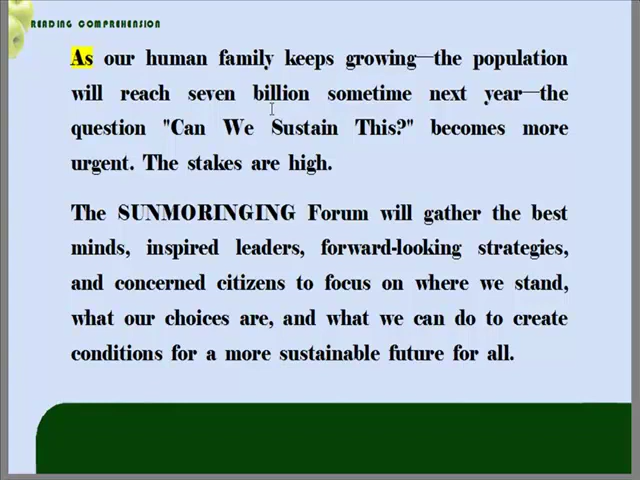 READING COMPREHENSION
As our human family keeps growing—the population
will reach seven billion sometime next year—the
question "Can We Sustain This?" becomes more
urgent. The stakes are high.
The SUNMORINGING Forum will gather the best
minds, inspired leaders, forward-looking strategies,
and concerned citizens to focus on where we stand,
what our choices are, and what we can do to create
conditions for a more sustainable future for all.